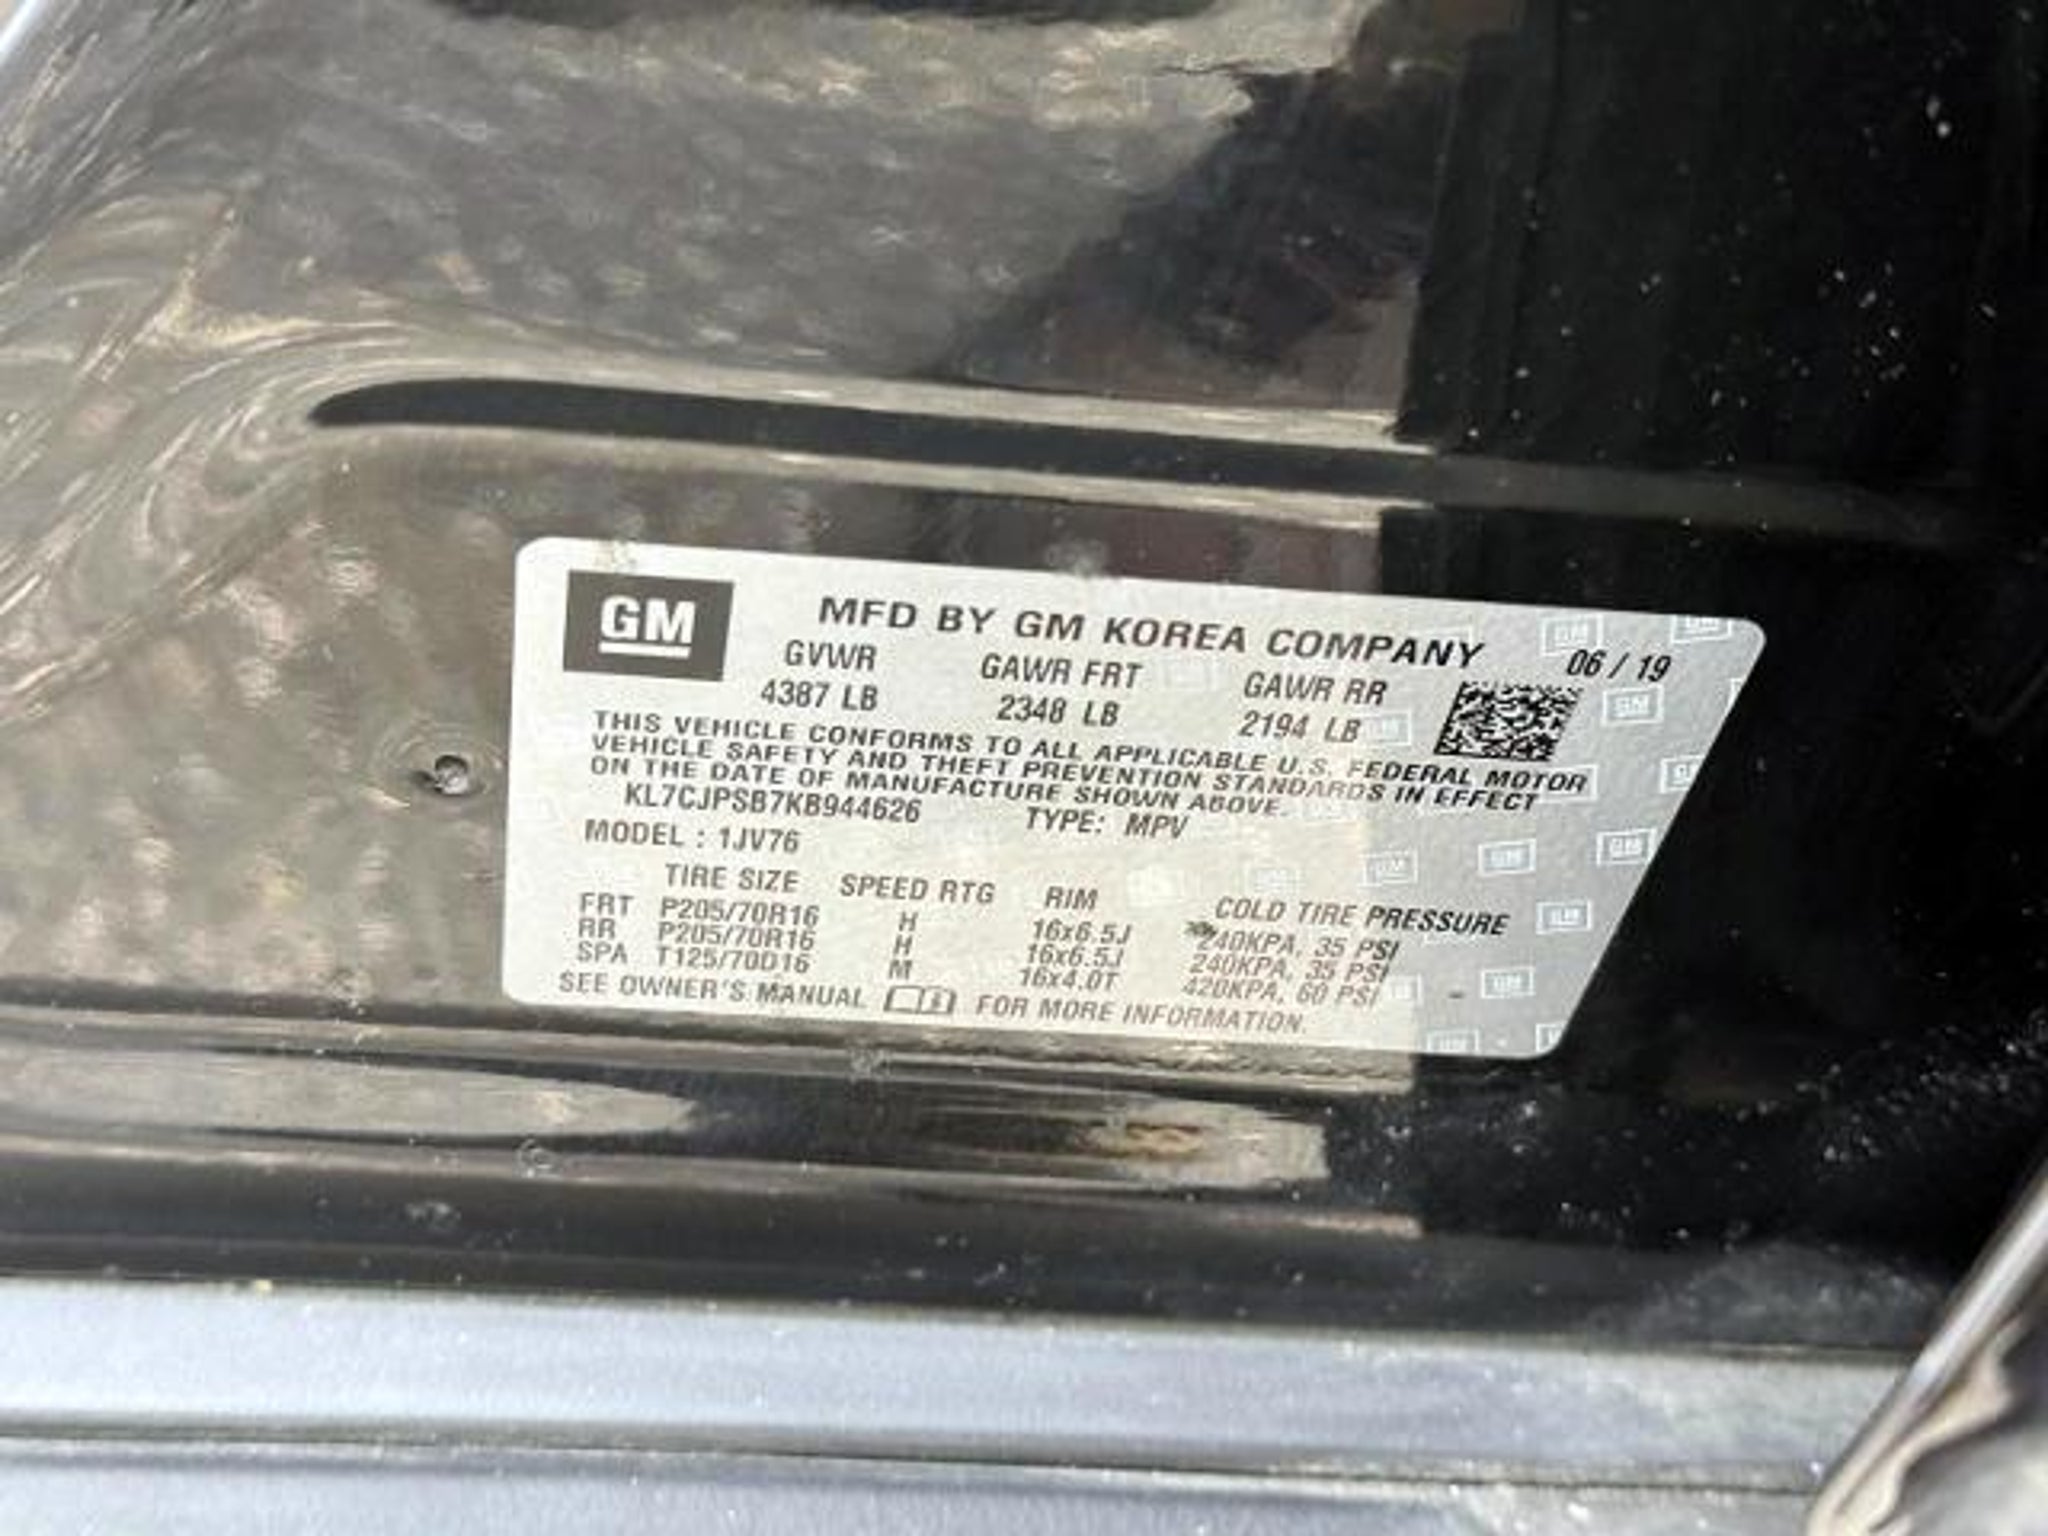 GM
MFD BY GM KOREA COMPANY
GVWR GAWR FRT GAWR RR 06 / 19
4387 LB 2348 LB 2194 LB
THIS VEHICLE CONFORMS TO ALL APPLICABLE U.S. FEDERAL MOTOR
VEHICLE SAFETY AND THEFT PREVENTION STANDARDS IN EFFECT
ON THE DATE OF MANUFACTURE SHOWN ABOVE.
KL7CJPSB7KB944626 TYPE: MPV
MODEL : 1JV76
TIRE SIZE SPEED RTG RIM COLD TIRE PRESSURE
FRT P205/70R16 H 16x6.5J 240KPA, 35 PSI
RR P205/70R16 H 16x6.5J 240KPA, 35 PSI
SPA T125/70D16 M 16x4.0T 420KPA, 60 PSI
SEE OWNER'S MANUAL FOR MORE INFORMATION.